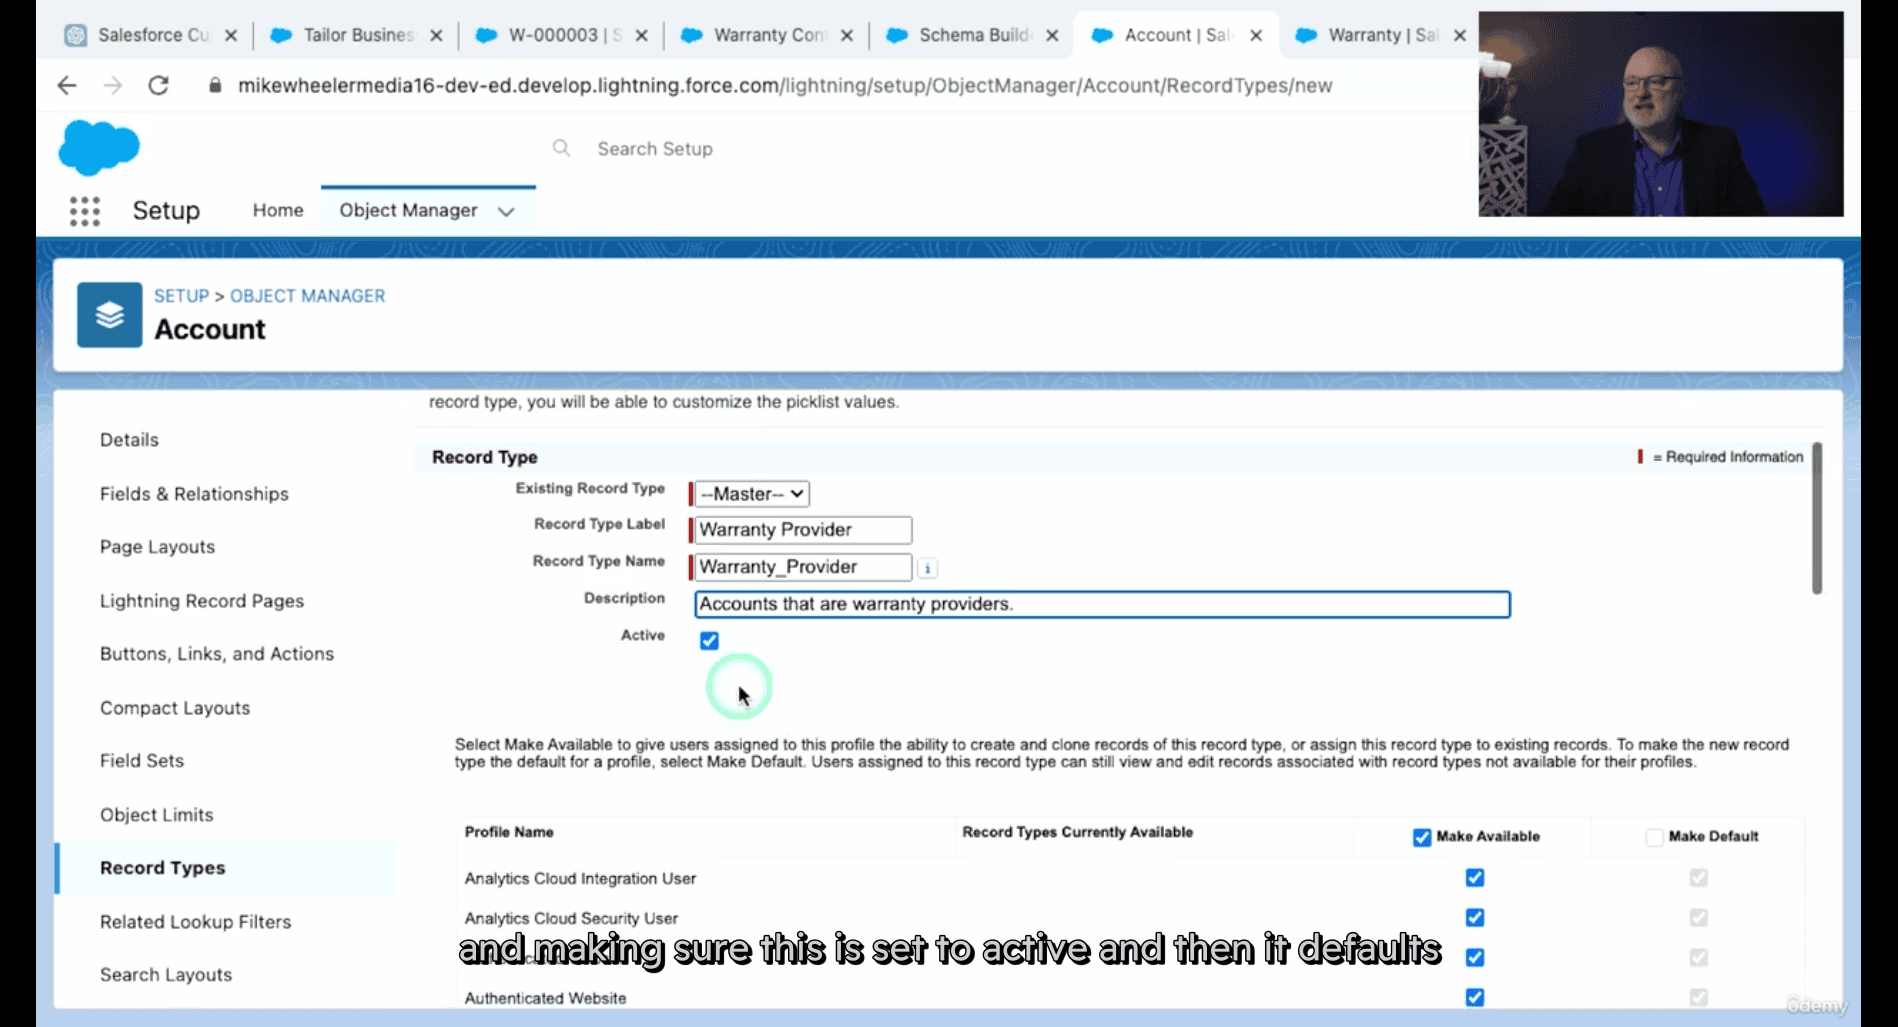 Salesforce Cu
Tailor Busines
W-000003 | S
Warranty Con
Schema Build
Account | Sal
Warranty | Sal
mikewheelermedia16-dev-ed.develop.lightning.force.com/lightning/setup/ObjectManager/Account/RecordTypes/new
Search Setup
Setup
Home
Object Manager
SETUP > OBJECT MANAGER
Account
Details
Fields & Relationships
Page Layouts
Lightning Record Pages
Buttons, Links, and Actions
Compact Layouts
Field Sets
Object Limits
Record Types
Related Lookup Filters
Search Layouts
record type, you will be able to customize the picklist values.
Record Type
= Required Information
Existing Record Type --Master--
Record Type Label Warranty Provider
Record Type Name Warranty_Provider i
Description Accounts that are warranty providers.
Active
Select Make Available to give users assigned to this profile the ability to create and clone records of this record type, or assign this record type to existing records. To make the new record
type the default for a profile, select Make Default. Users assigned to this record type can still view and edit records associated with record types not available for their profiles.
Profile Name Record Types Currently Available Make Available Make Default
Analytics Cloud Integration User
Analytics Cloud Security User
and making sure this is set to active and then it defaults
Authenticated Website
ûdemy